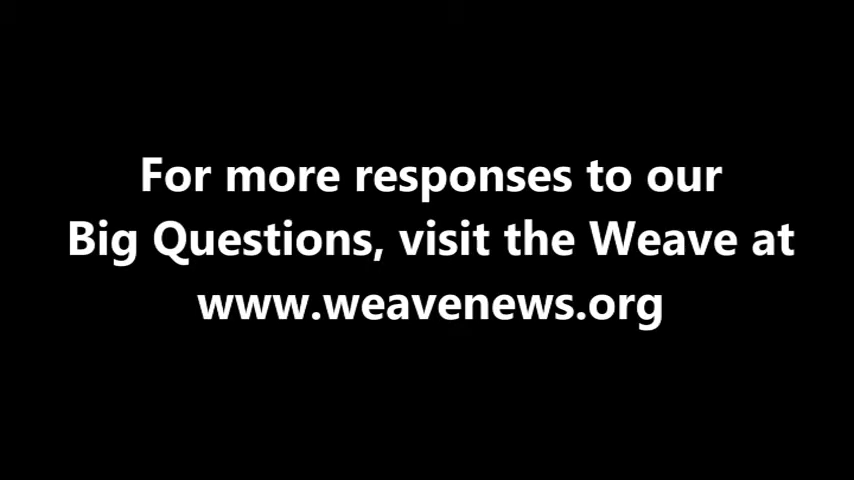 For more responses to our
Big Questions, visit the Weave at
www.weavenews.org